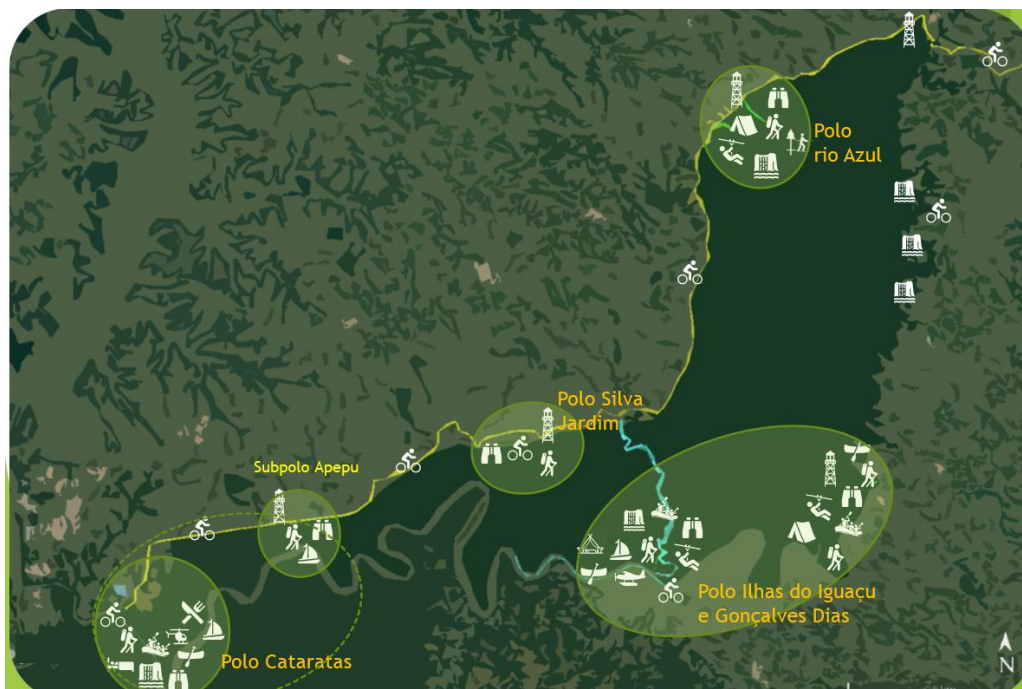 Polo
rio Azul
Polo Silva
Jardim
Subpolo Apepu
Polo Ilhas do Iguaçu
e Gonçalves Dias
Polo Cataratas
N